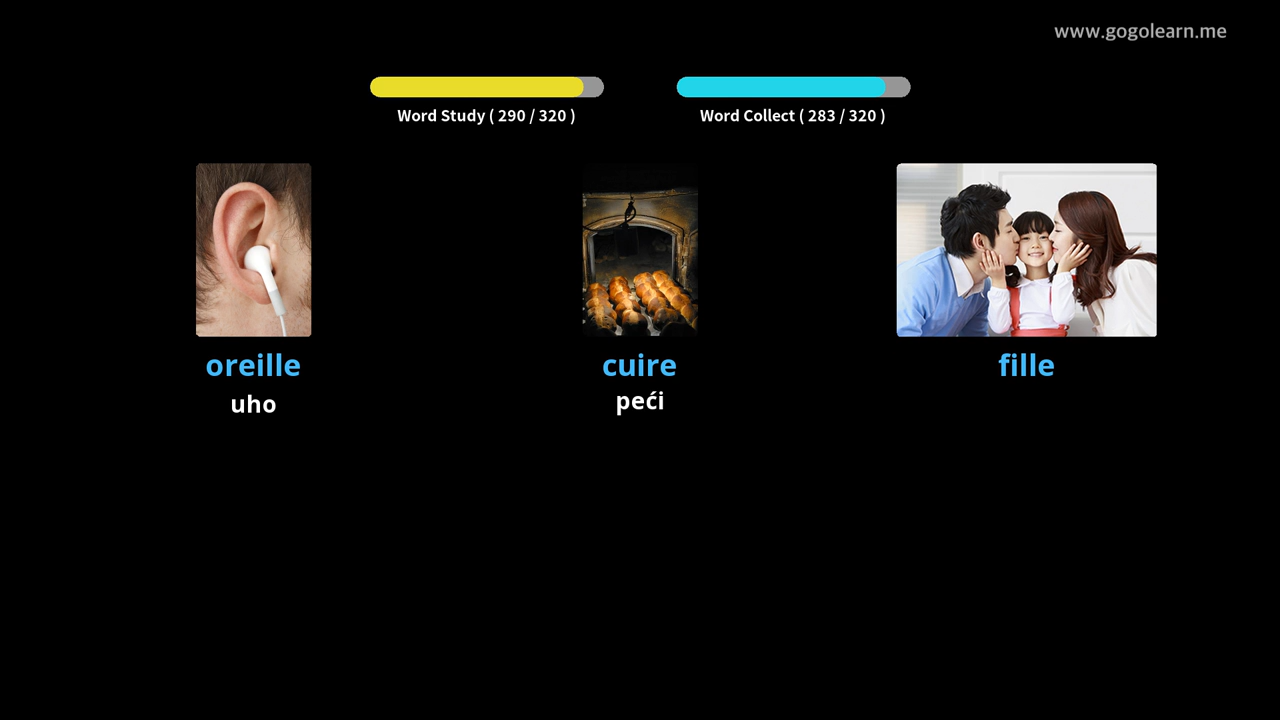 www.gogolearn.me
Word Study ( 290 / 320 )
Word Collect ( 283 / 320 )
oreille
uho
cuire
peći
fille